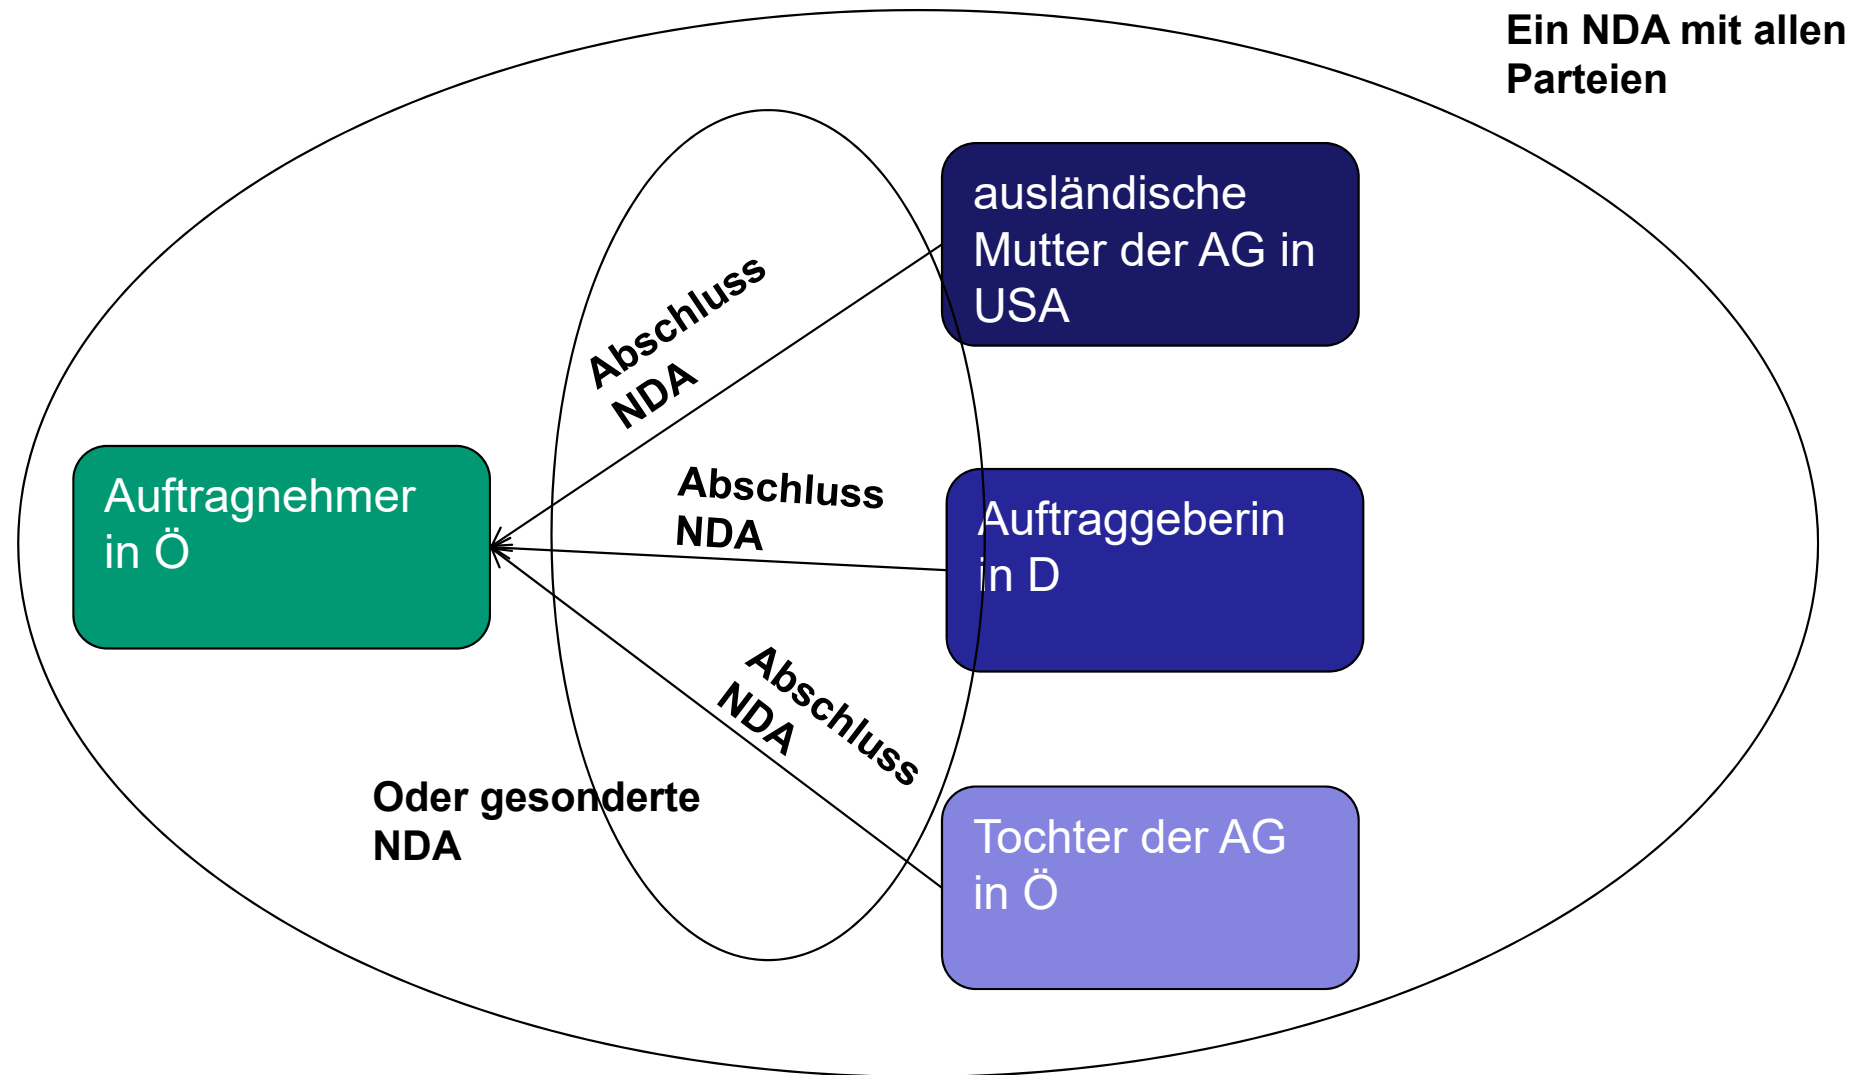 Ein NDA mit allen
Parteien
ausländische
Mutter der AG in
USA
Abschluss
NDA
Auftragnehmer
in Ö
Abschluss
NDA
Auftraggeberin
in D
Abschluss
NDA
Oder gesonderte
NDA
Tochter der AG
in Ö